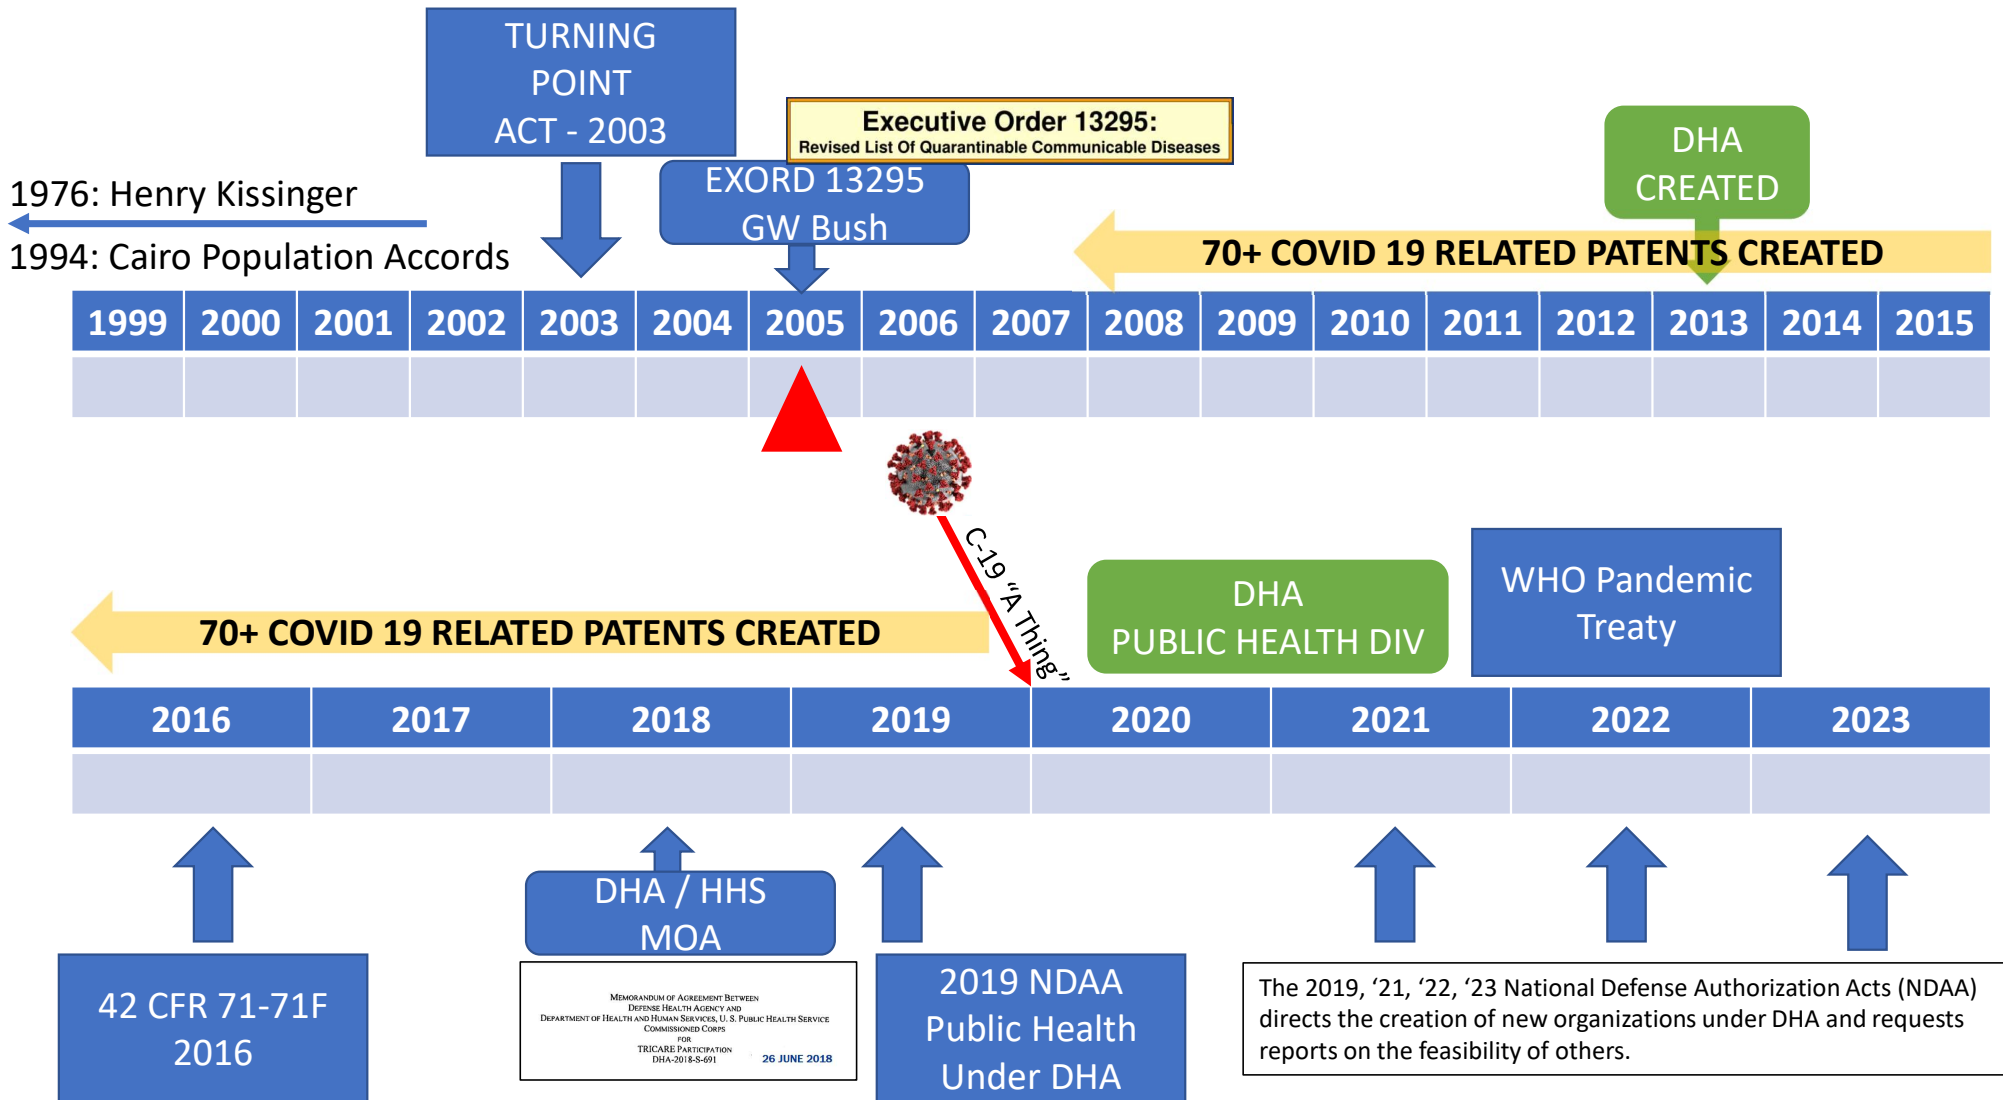 TURNING
POINT
ACT - 2003
Executive Order 13295:
Revised List Of Quarantinable Communicable Diseases
EXORD 13295
GW Bush
DHA
CREATED
1976: Henry Kissinger
1994: Cairo Population Accords
70+ COVID 19 RELATED PATENTS CREATED
1999 2000 2001 2002 2003 2004 2005 2006 2007 2008 2009 2010 2011 2012 2013 2014 2015
C-19 “A Thing”
DHA
PUBLIC HEALTH DIV
WHO Pandemic
Treaty
70+ COVID 19 RELATED PATENTS CREATED
2016 2017 2018 2019 2020 2021 2022 2023
42 CFR 71-71F
2016
DHA / HHS
MOA
MEMORANDUM OF AGREEMENT BETWEEN
DEFENSE HEALTH AGENCY AND
DEPARTMENT OF HEALTH AND HUMAN SERVICES, U. S. PUBLIC HEALTH SERVICE
COMMISSIONED CORPS
FOR
TRICARE PARTICIPATION
DHA-2018-S-691
26 JUNE 2018
2019 NDAA
Public Health
Under DHA
The 2019, ‘21, ‘22, ‘23 National Defense Authorization Acts (NDAA)
directs the creation of new organizations under DHA and requests
reports on the feasibility of others.